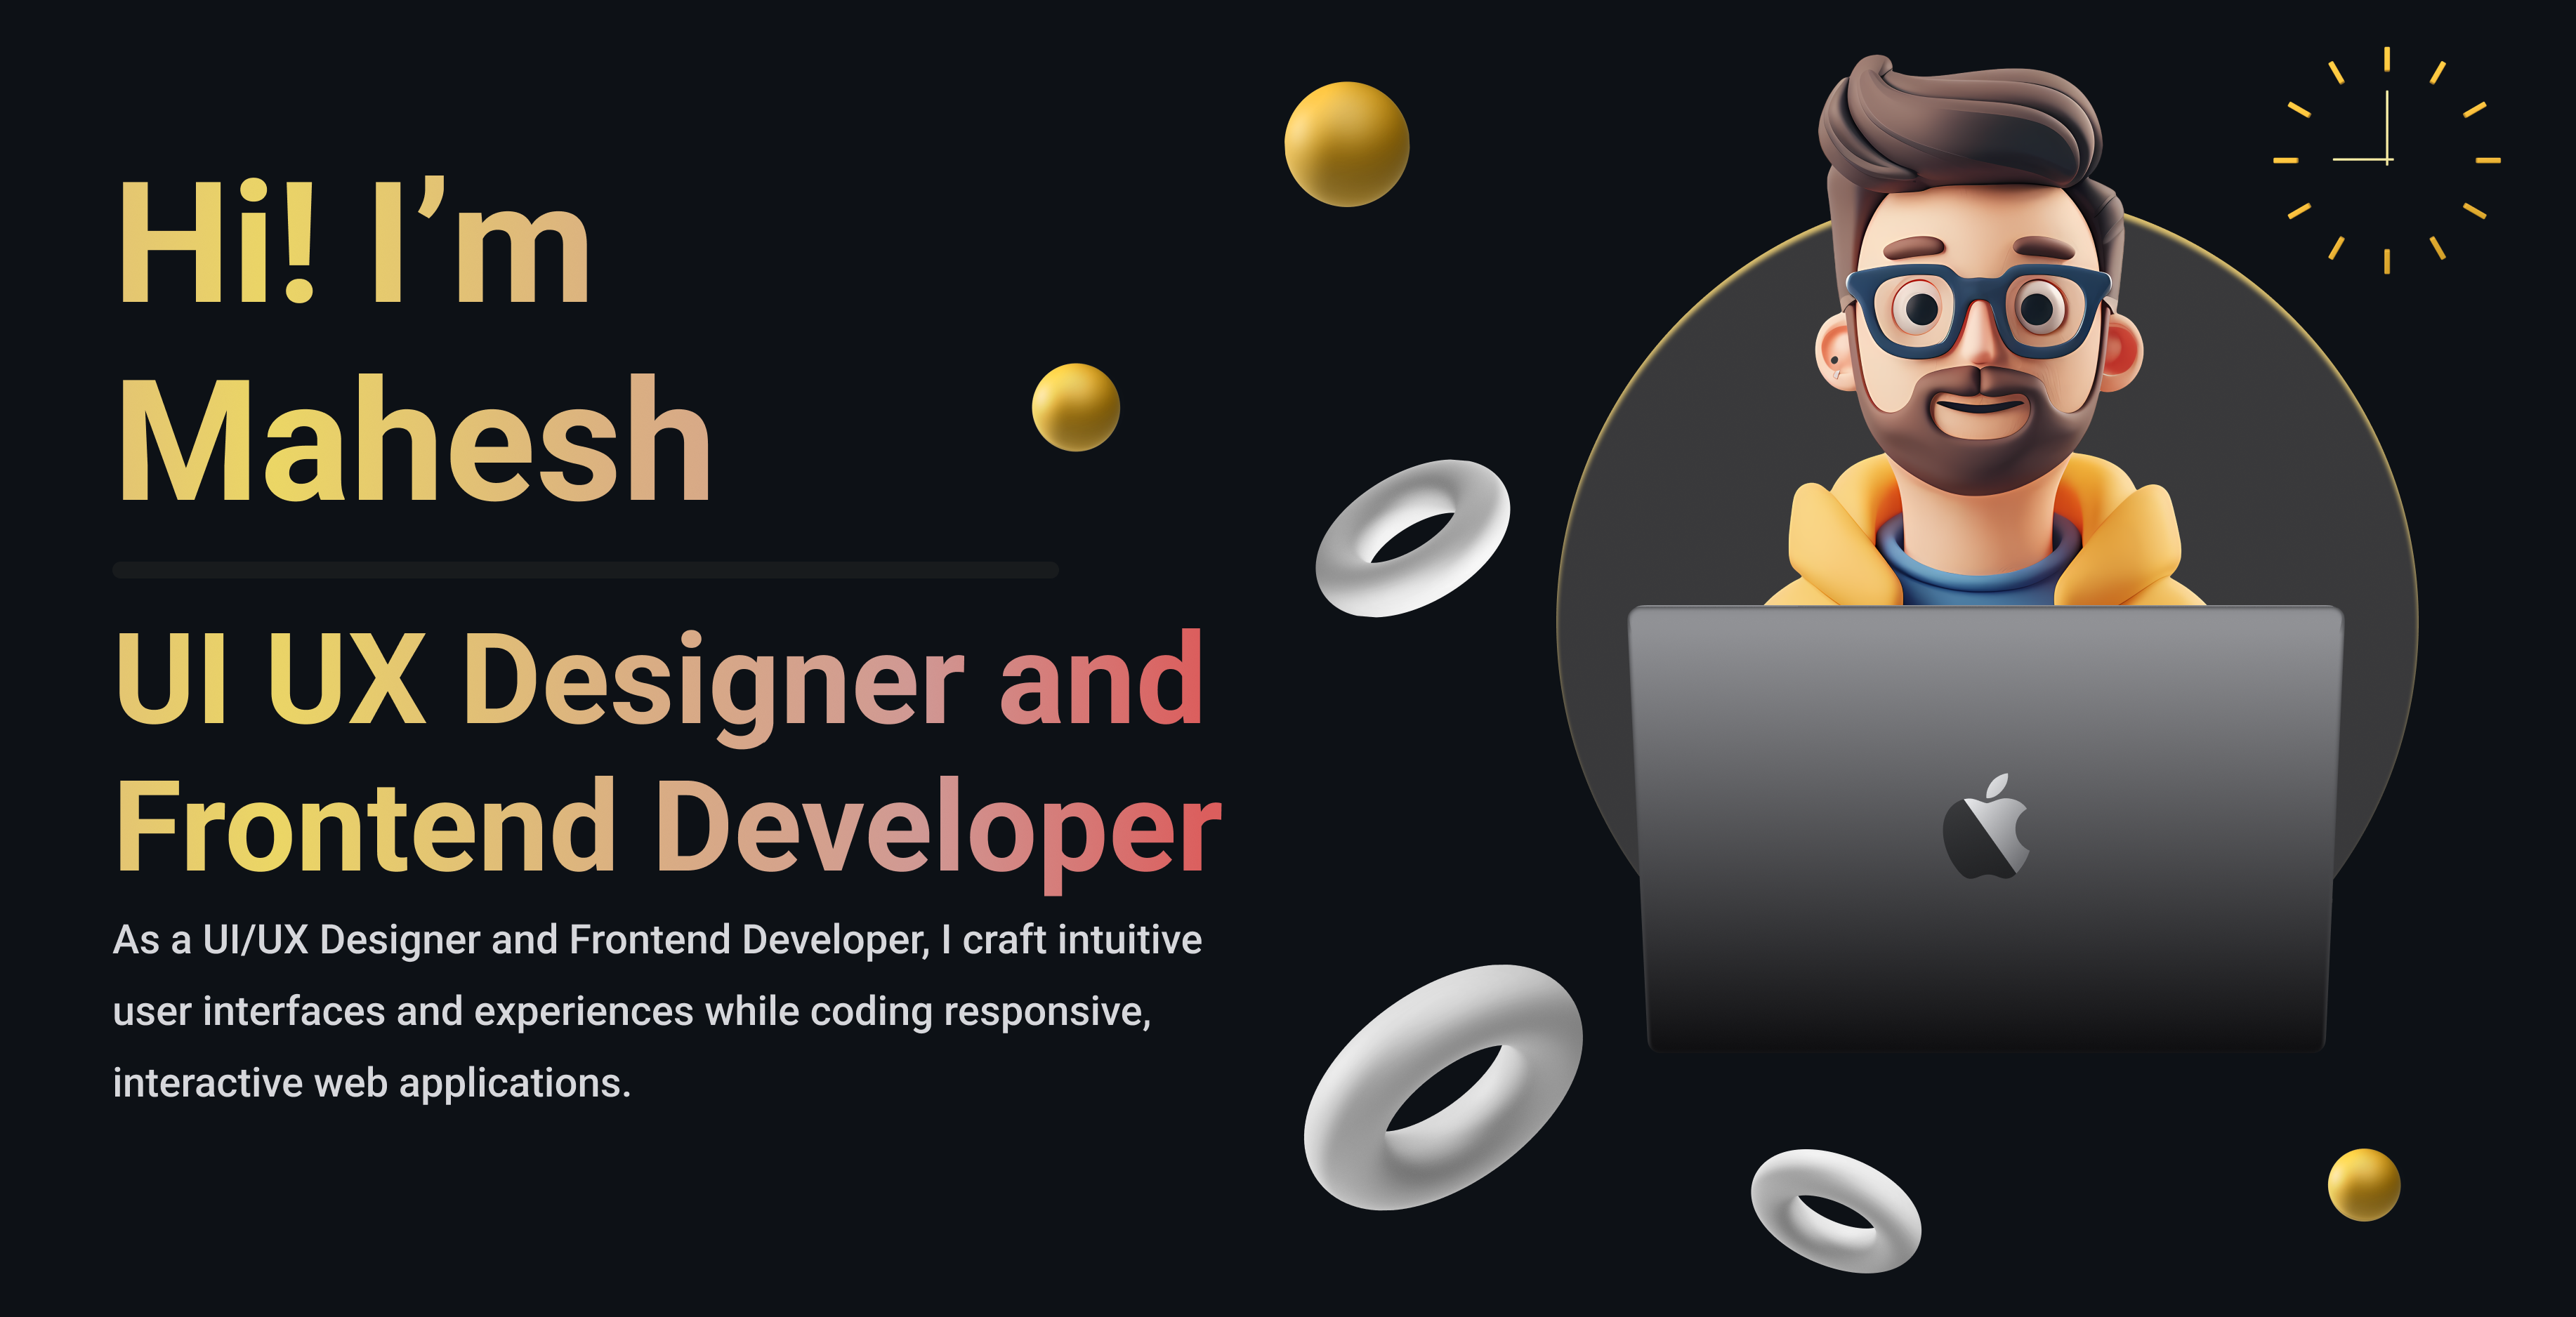 Hi! I’m
Mahesh
UI UX Designer and
Frontend Developer
As a UI/UX Designer and Frontend Developer, I craft intuitive
user interfaces and experiences while coding responsive,
interactive web applications.